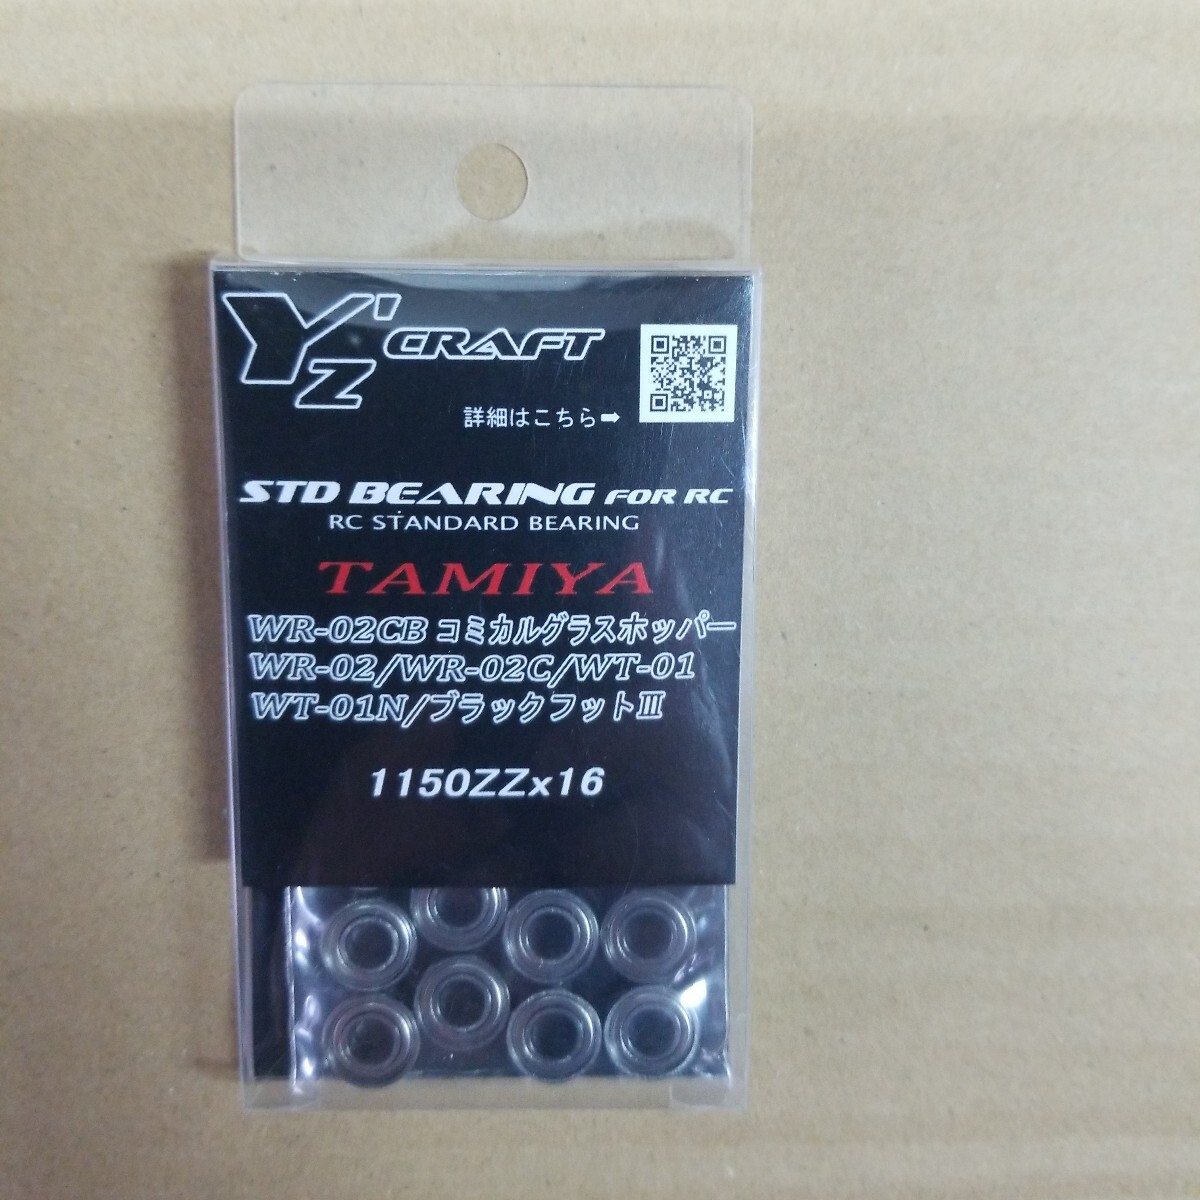 Y'Z CRAFT
詳細はこちら➡
STD BEARING FOR RC
RC STANDARD BEARING
TAMIYA
WR-02CB コミカルグラスホッパー
WR-02/WR-02C/WT-01
WT-01N/ブラックフットⅢ
1150ZZx16